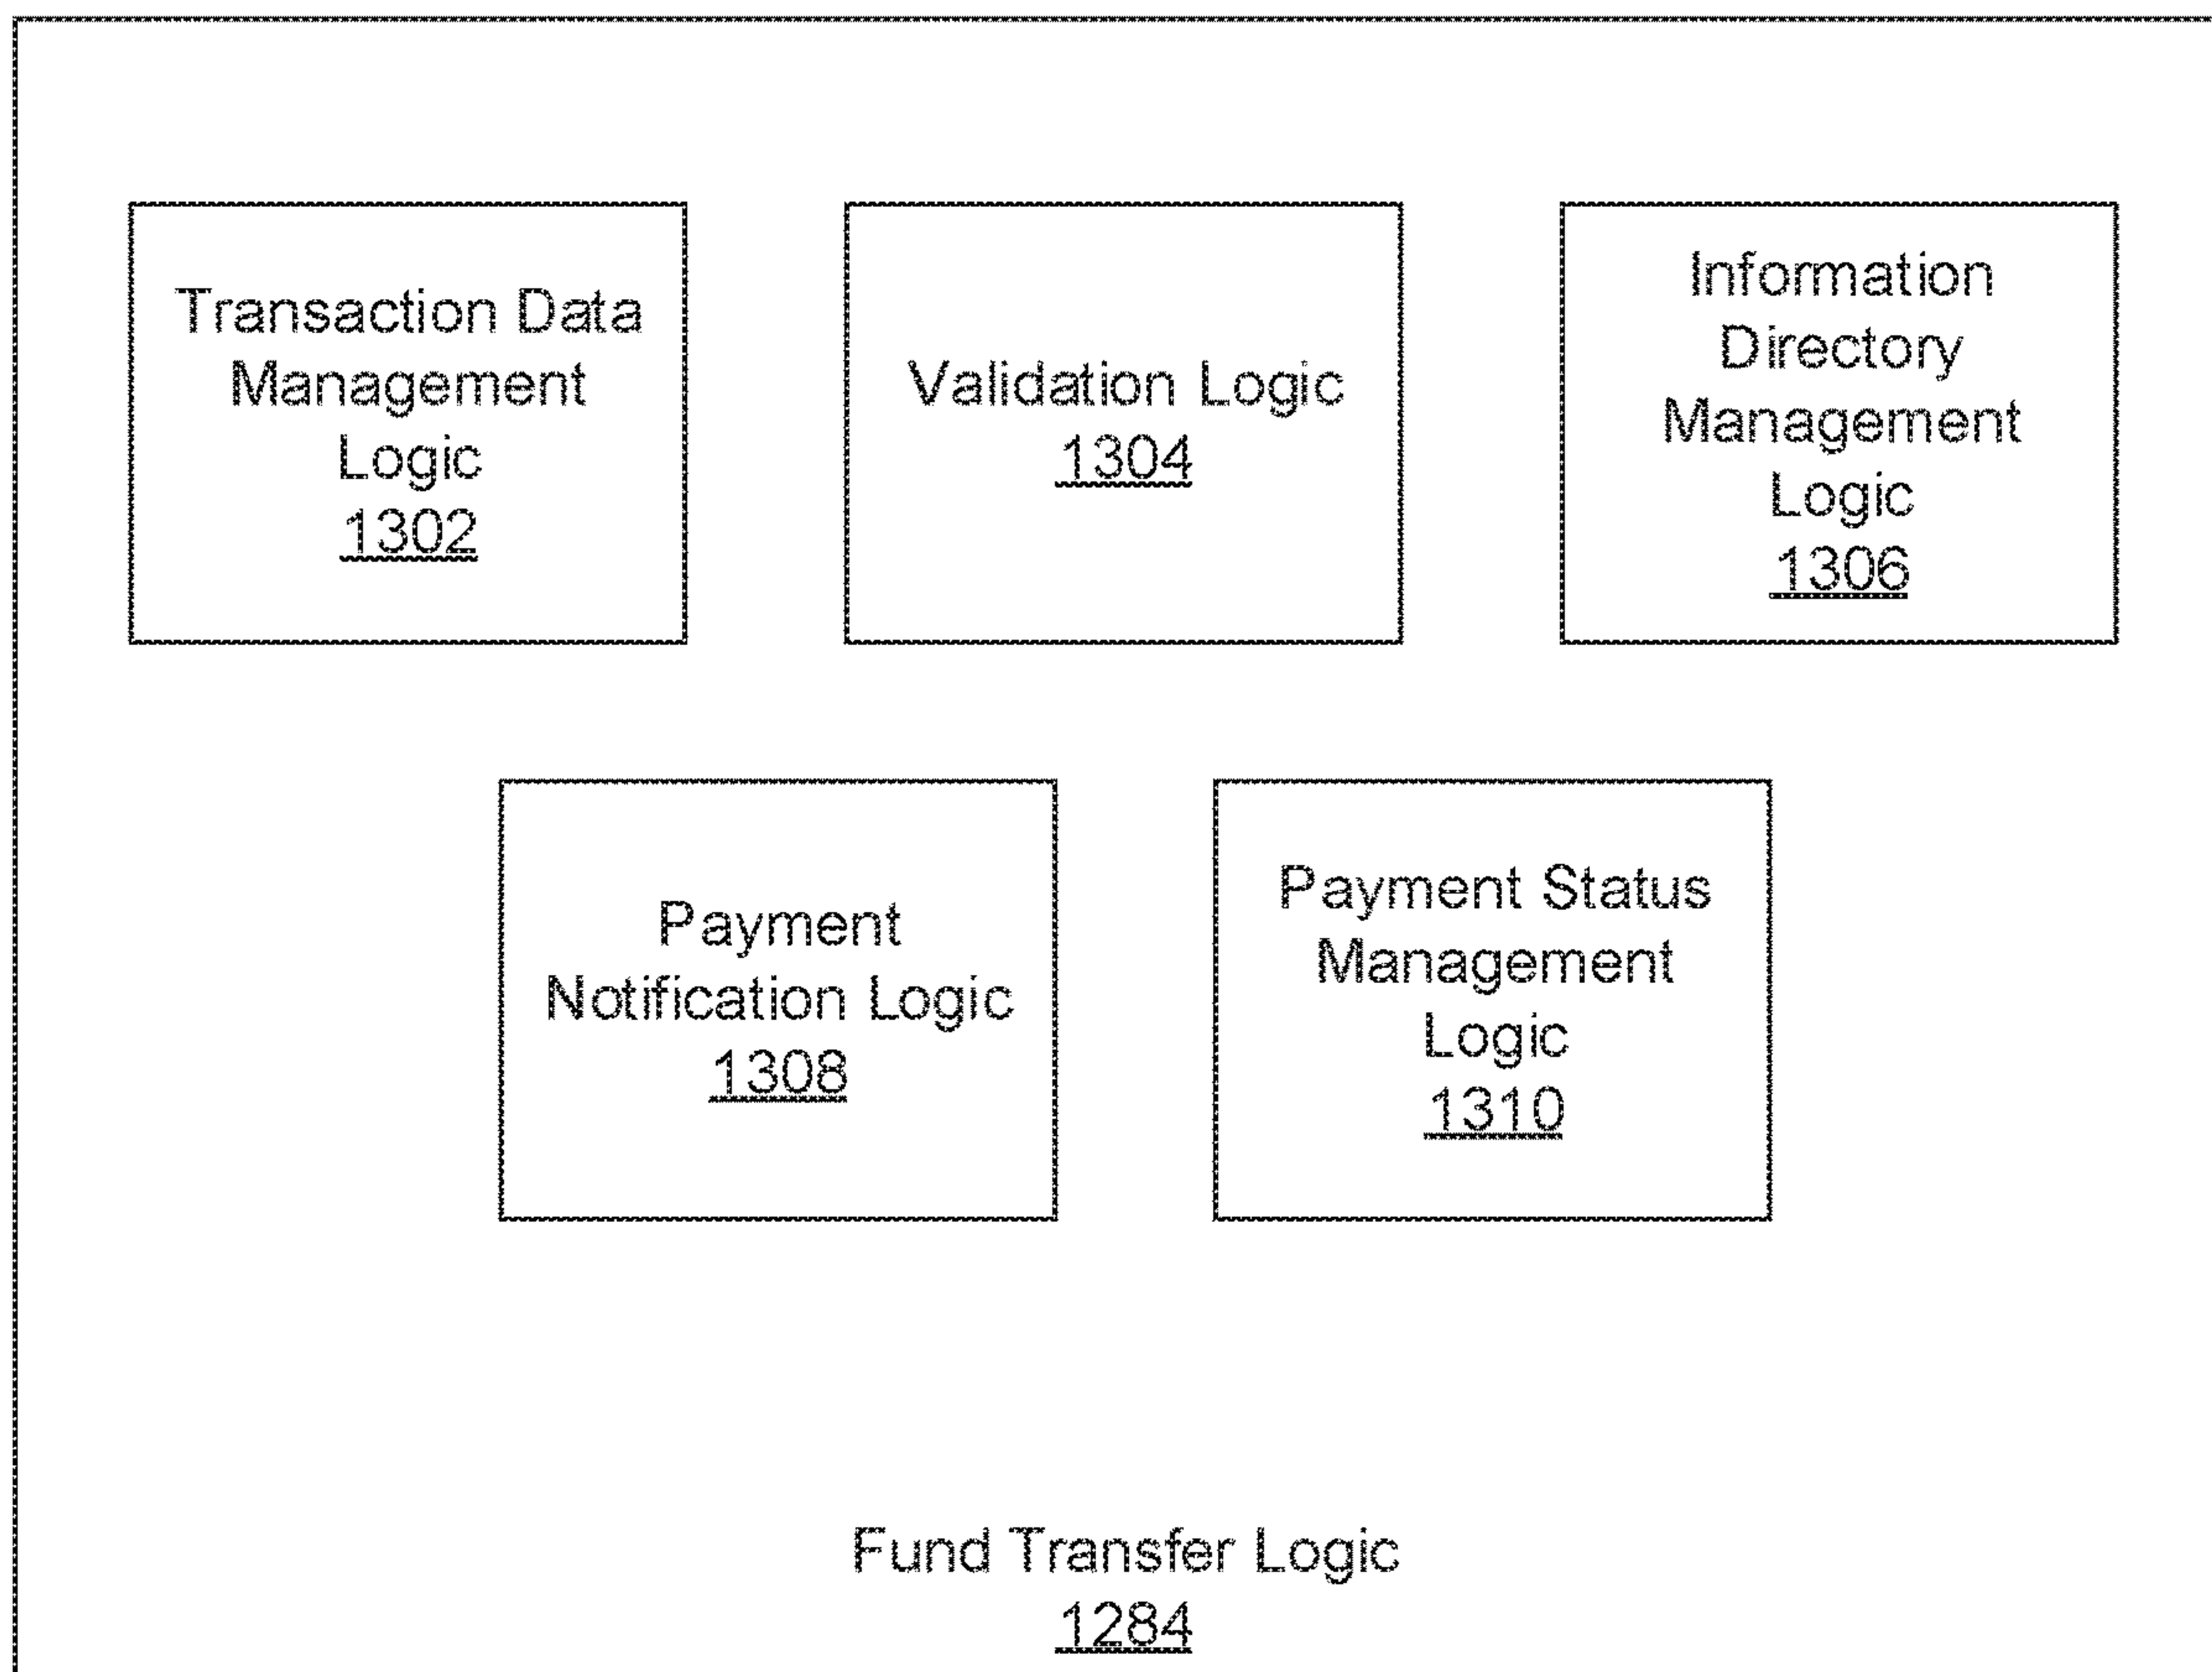 Transaction Data
Management
Logic
1302
Validation Logic
1304
Information
Directory
Management
Logic
1306
Payment
Notification Logic
1308
Payment Status
Management
Logic
1310
Fund Transfer Logic
1284